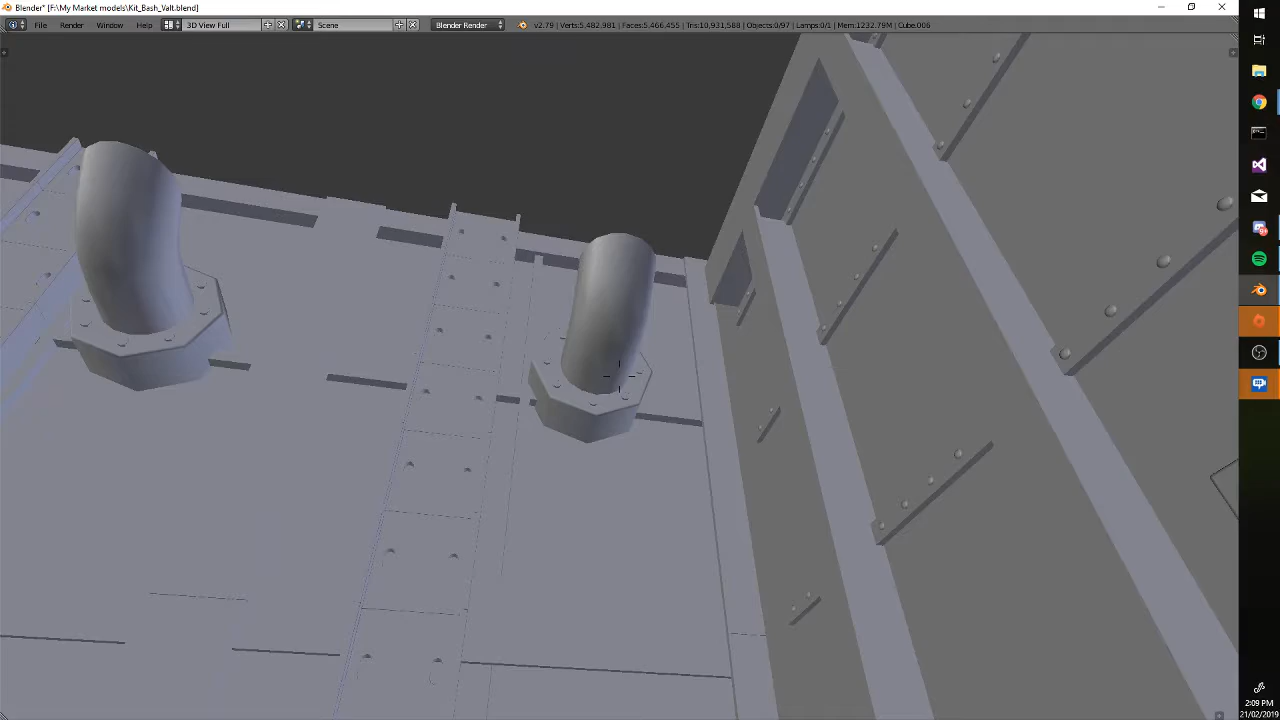 Blender* [F:\My Market models\Kit_Bash_Valt.blend]
File Render Window Help 3D View Full Scene Blender Render v2.79 | Verts:5,482,981 | Faces:5,466,455 | Tris:10,931,588 | Objects:0/97 | Lamps:0/1 | Mem:1232.79M | Cube.006
2:09 PM
21/02/2019